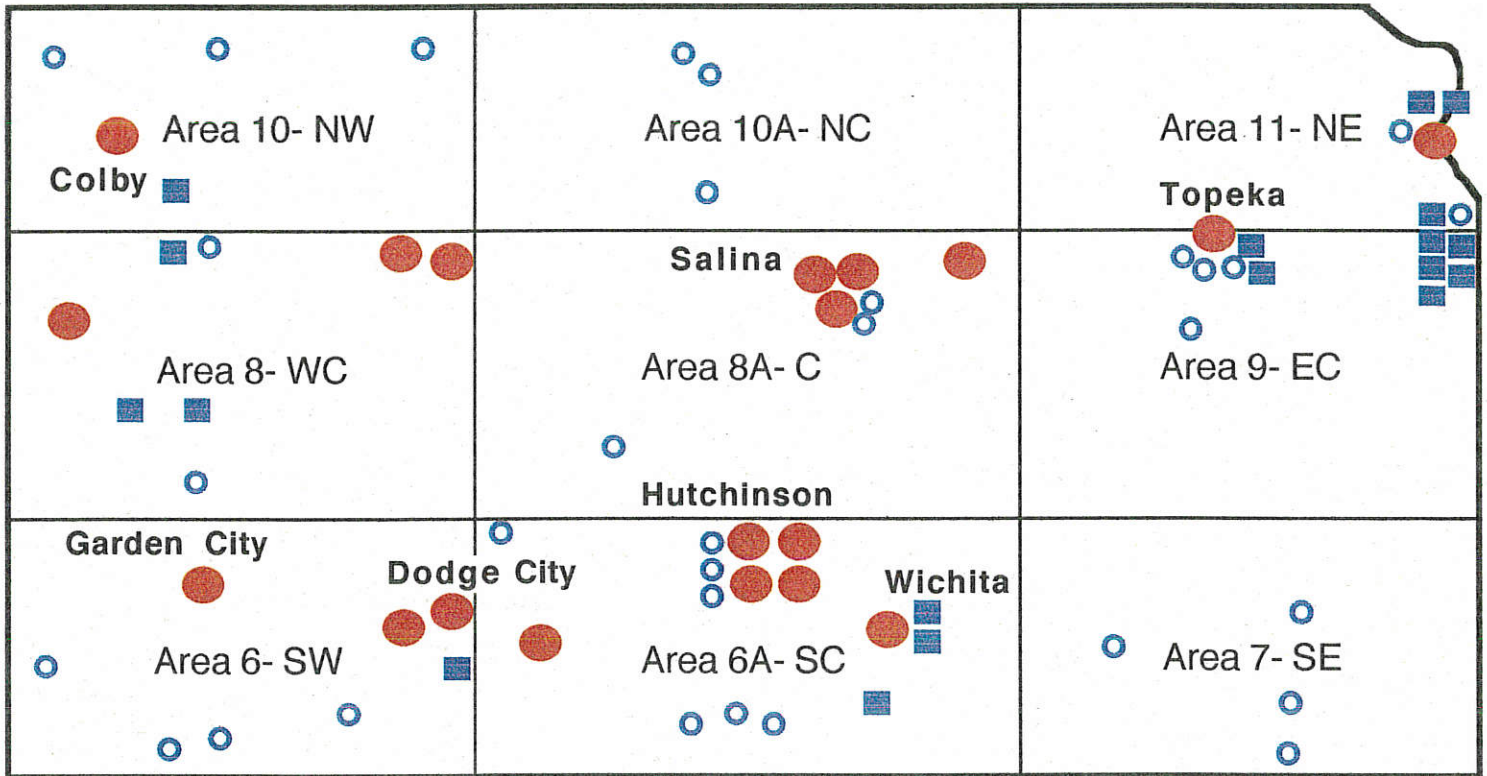 Area 10- NW
Area 10A- NC
Area 11- NE
Colby
Topeka
Salina
Area 8- WC
Area 8A- C
Area 9- EC
Hutchinson
Garden City
Dodge City
Wichita
Area 6- SW
Area 6A- SC
Area 7- SE